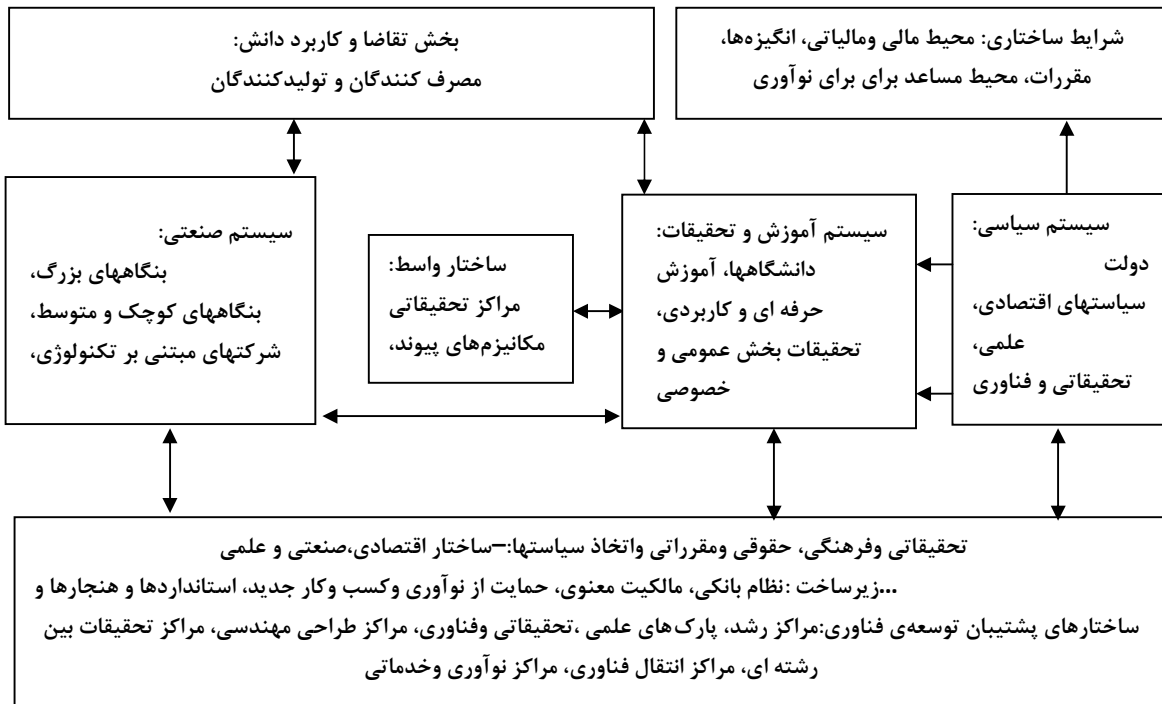 شرایط ساختاری: محیط مالی ومالیاتی، انگیزه‌ها،
مقررات، محیط مساعد برای برای نوآوری
بخش تقاضا و کاربرد دانش:
مصرف کنندگان و تولیدکنندگان
سیستم سیاسی:
دولت
سیاستهای اقتصادی،
علمی،
تحقیقاتی و فناوری
سیستم آموزش و تحقیقات:
دانشگاهها، آموزش
حرفه ای و کاربردی،
تحقیقات بخش عمومی و
خصوصی
ساختار واسط:
مراکز تحقیقاتی
مکانیزم‌های پیوند،
سیستم صنعتی:
بنگاههای بزرگ،
بنگاههای کوچک و متوسط،
شرکتهای مبتنی بر تکنولوژی،
تحقیقاتی وفرهنگی، حقوقی ومقرراتی واتخاذ سیاستها:–ساختار اقتصادی،صنعتی و علمی
...زیرساخت :نظام بانکی، مالکیت معنوی، حمایت از نوآوری وکسب وکار جدید، استانداردها و هنجارها و
ساختارهای پشتیبان توسعه‌ی فناوری:مراکز رشد، پارک‌های علمی ،تحقیقاتی وفناوری، مراکز طراحی مهندسی، مراکز تحقیقات بین
رشته ای، مراکز انتقال فناوری، مراکز نوآوری وخدماتی